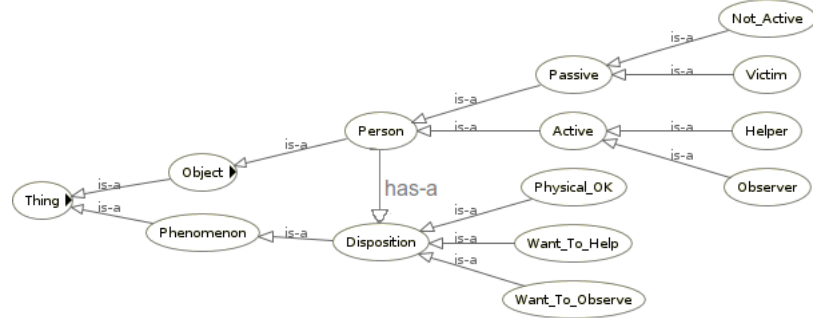 Not_Active
is-a
Passive
is-a
Victim
is-a
Person
is-a
Active
is-a
Helper
is-a
Object
is-a
Observer
has-a
Physical_OK
Thing
is-a
is-a
is-a
Phenomenon
is-a
Disposition
is-a
Want_To_Help
is-a
Want_To_Observe